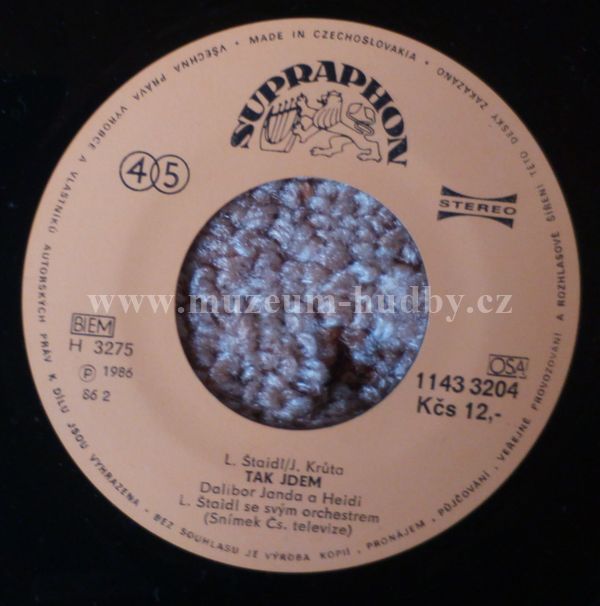 VŠECHNA PRÁVA VÝROBCE A VLASTNÍKŮ AUTORSKÝCH PRÁV K DÍLU JSOU VYHRAZENA • BEZ SOUHLASU JE VÝROBA KOPIÍ • PRONÁJEM • PŮJČOVÁNÍ • VEŘEJNÉ PROVOZOVÁNÍ A ROZHLASOVÉ ŠÍŘENÍ TÉTO DESKY ZAKÁZÁNO • MADE IN CZECHOSLOVAKIA •
SUPRAPHON
45
STEREO
www.muzeum-hudby.cz
BIEM
H 3275
Ⓟ 1986
S6 2
OSA
1143 3204
Kčs 12,-
L. Štaidl/J. Krůta
TAK JDEM
Dalibor Janda a Heidi
L. Štaidl se svým orchestrem
(Snímek Čs. televize)